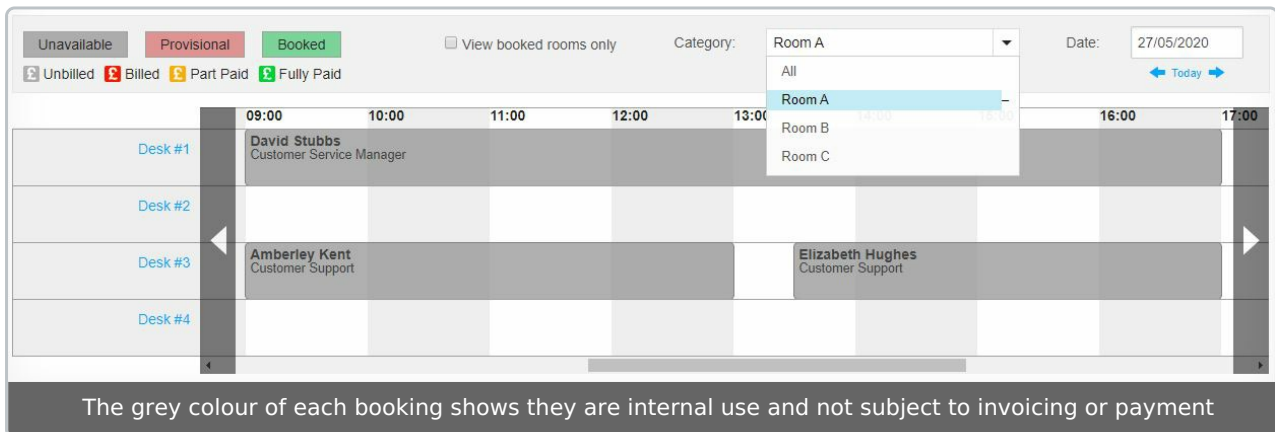 Unavailable Provisional Booked
View booked rooms only
Category: Room A
Date: 27/05/2020
£ Unbilled £ Billed £ Part Paid £ Fully Paid
All
Today
Room A
Room B
Room C
09:00 10:00 11:00 12:00 13:00 14:00 15:00 16:00 17:00
Desk #1
David Stubbs
Customer Service Manager
Desk #2
Desk #3
Amberley Kent
Customer Support
Elizabeth Hughes
Customer Support
Desk #4
The grey colour of each booking shows they are internal use and not subject to invoicing or payment